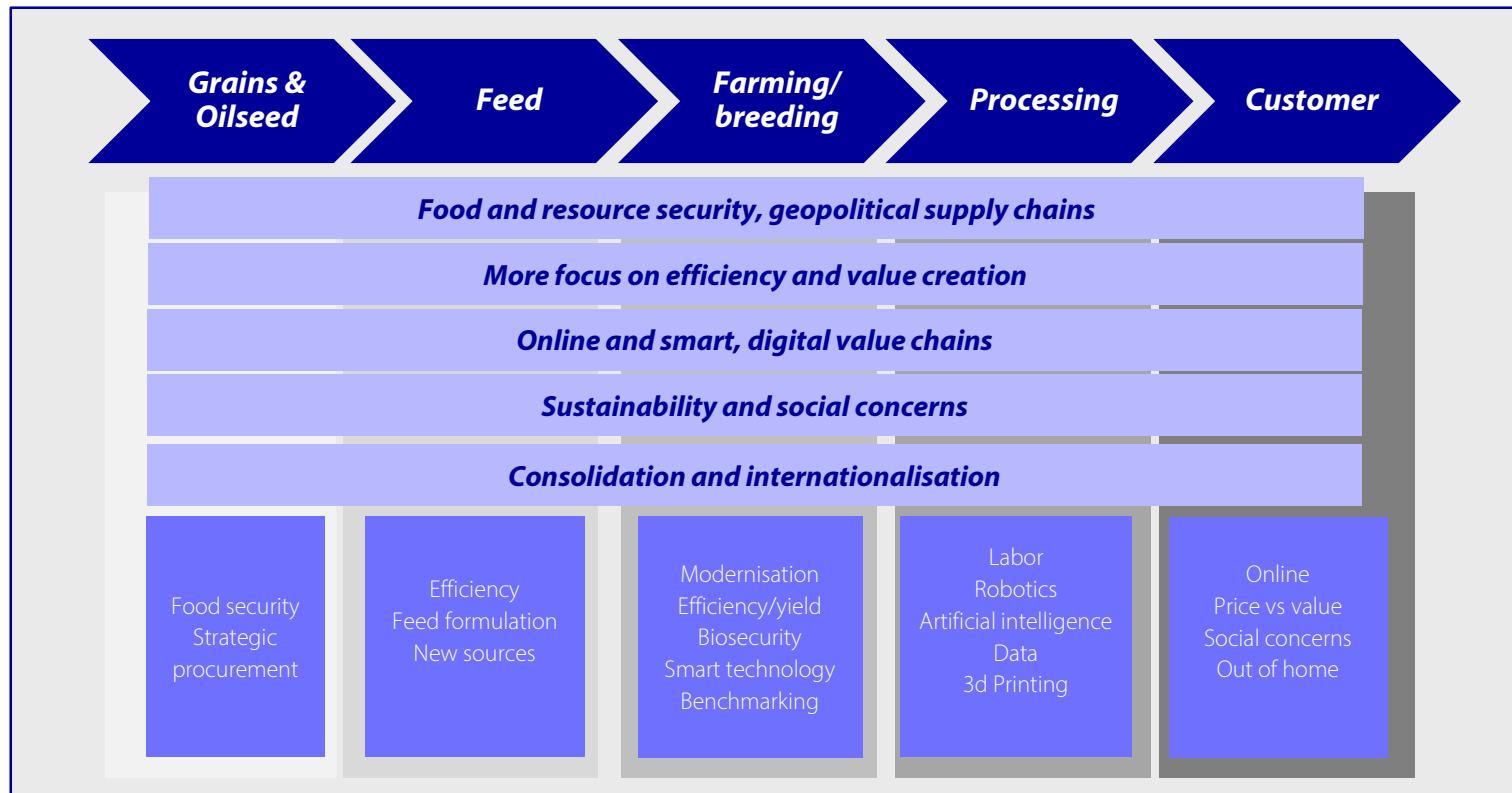 Grains &
Oilseed
Feed
Farming/
breeding
Processing
Customer
Food and resource security, geopolitical supply chains
More focus on efficiency and value creation
Online and smart, digital value chains
Sustainability and social concerns
Consolidation and internationalisation
Food security
Strategic
procurement
Efficiency
Feed formulation
New sources
Modernisation
Efficiency/yield
Biosecurity
Smart technology
Benchmarking
Labor
Robotics
Artificial intelligence
Data
3d Printing
Online
Price vs value
Social concerns
Out of home